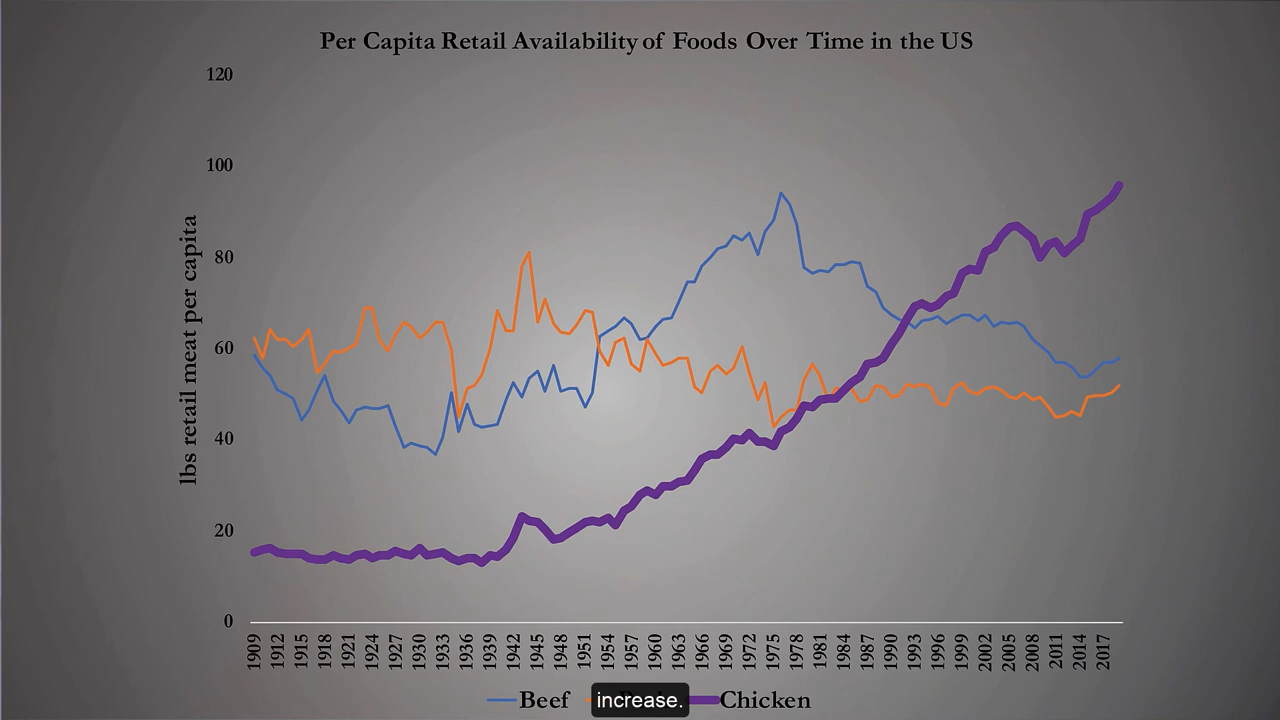 Per Capita Retail Availability of Foods Over Time in the US
lbs retail meat per capita
120
100
80
60
40
20
0
1909 1912 1915 1918 1921 1924 1927 1930 1933 1936 1939 1942 1945 1948 1951 1954 1957 1960 1963 1966 1969 1972 1975 1978 1981 1984 1987 1990 1993 1996 1999 2002 2005 2008 2011 2014 2017
Beef Chicken
increase.